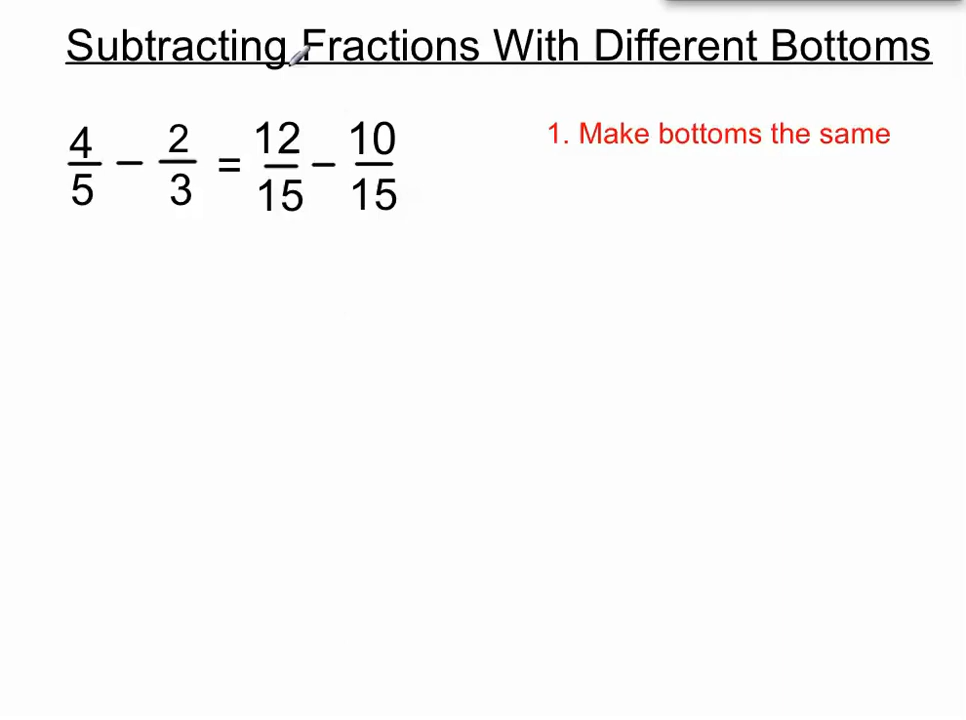 Subtracting Fractions With Different Bottoms
4/5 − 2/3 = 12/15 − 10/15
1. Make bottoms the same